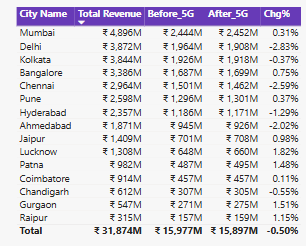 City Name Total Revenue Before_5G After_5G Chg%
Mumbai ₹ 4,896M ₹ 2,444M ₹ 2,452M 0.31%
Delhi ₹ 3,872M ₹ 1,964M ₹ 1,908M -2.83%
Kolkata ₹ 3,844M ₹ 1,926M ₹ 1,918M -0.37%
Bangalore ₹ 3,386M ₹ 1,687M ₹ 1,699M 0.75%
Chennai ₹ 2,964M ₹ 1,501M ₹ 1,462M -2.59%
Pune ₹ 2,598M ₹ 1,296M ₹ 1,301M 0.37%
Hyderabad ₹ 2,357M ₹ 1,186M ₹ 1,171M -1.29%
Ahmedabad ₹ 1,871M ₹ 945M ₹ 926M -2.02%
Jaipur ₹ 1,409M ₹ 701M ₹ 708M 0.98%
Lucknow ₹ 1,308M ₹ 648M ₹ 660M 1.82%
Patna ₹ 982M ₹ 487M ₹ 495M 1.48%
Coimbatore ₹ 914M ₹ 457M ₹ 457M 0.11%
Chandigarh ₹ 612M ₹ 307M ₹ 305M -0.55%
Gurgaon ₹ 547M ₹ 271M ₹ 275M 1.51%
Raipur ₹ 315M ₹ 157M ₹ 159M 1.15%
Total ₹ 31,874M ₹ 15,977M ₹ 15,897M -0.50%